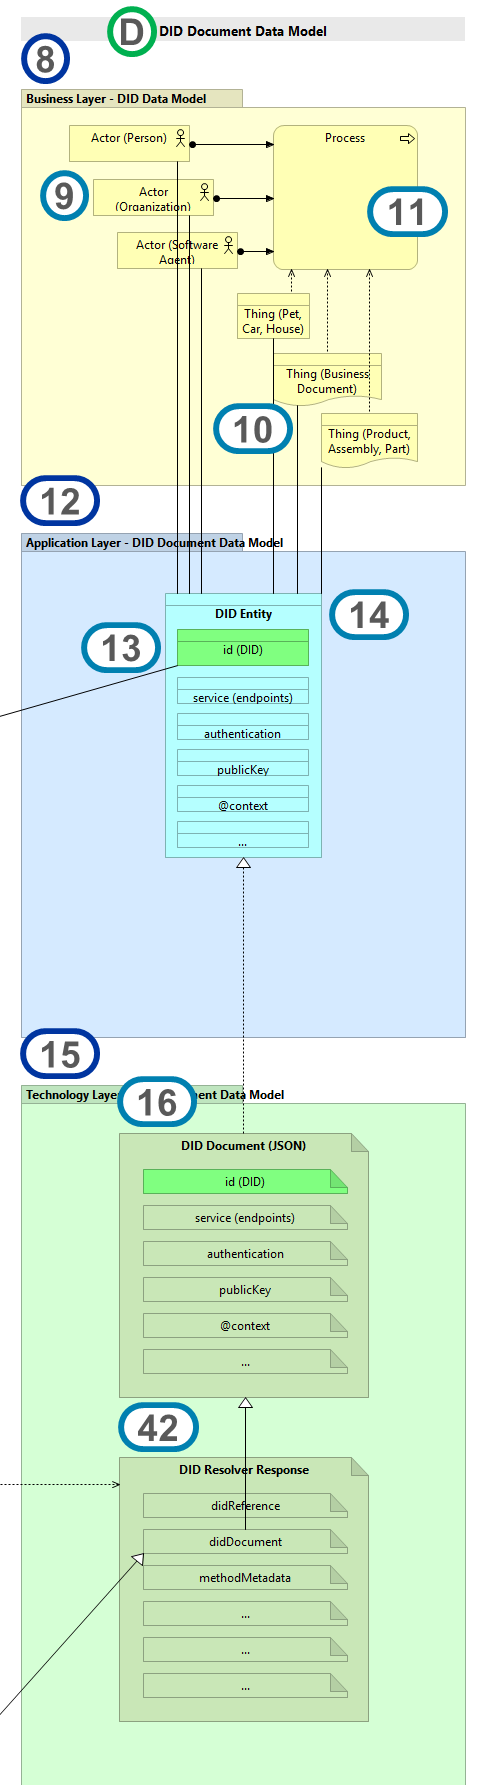 D
DID Document Data Model
8
Business Layer - DID Data Model
Actor (Person)
Process
9
Actor
(Organization)
11
Actor (Software
Agent)
Thing (Pet,
Car, House)
Thing (Business
Document)
10
Thing (Product,
Assembly, Part)
12
Application Layer - DID Document Data Model
DID Entity
14
13
id (DID)
service (endpoints)
authentication
publicKey
@context
...
15
16
Technology Laye
ent Data Model
DID Document (JSON)
id (DID)
service (endpoints)
authentication
publicKey
@context
...
42
DID Resolver Response
didReference
didDocument
methodMetadata
...
...
...